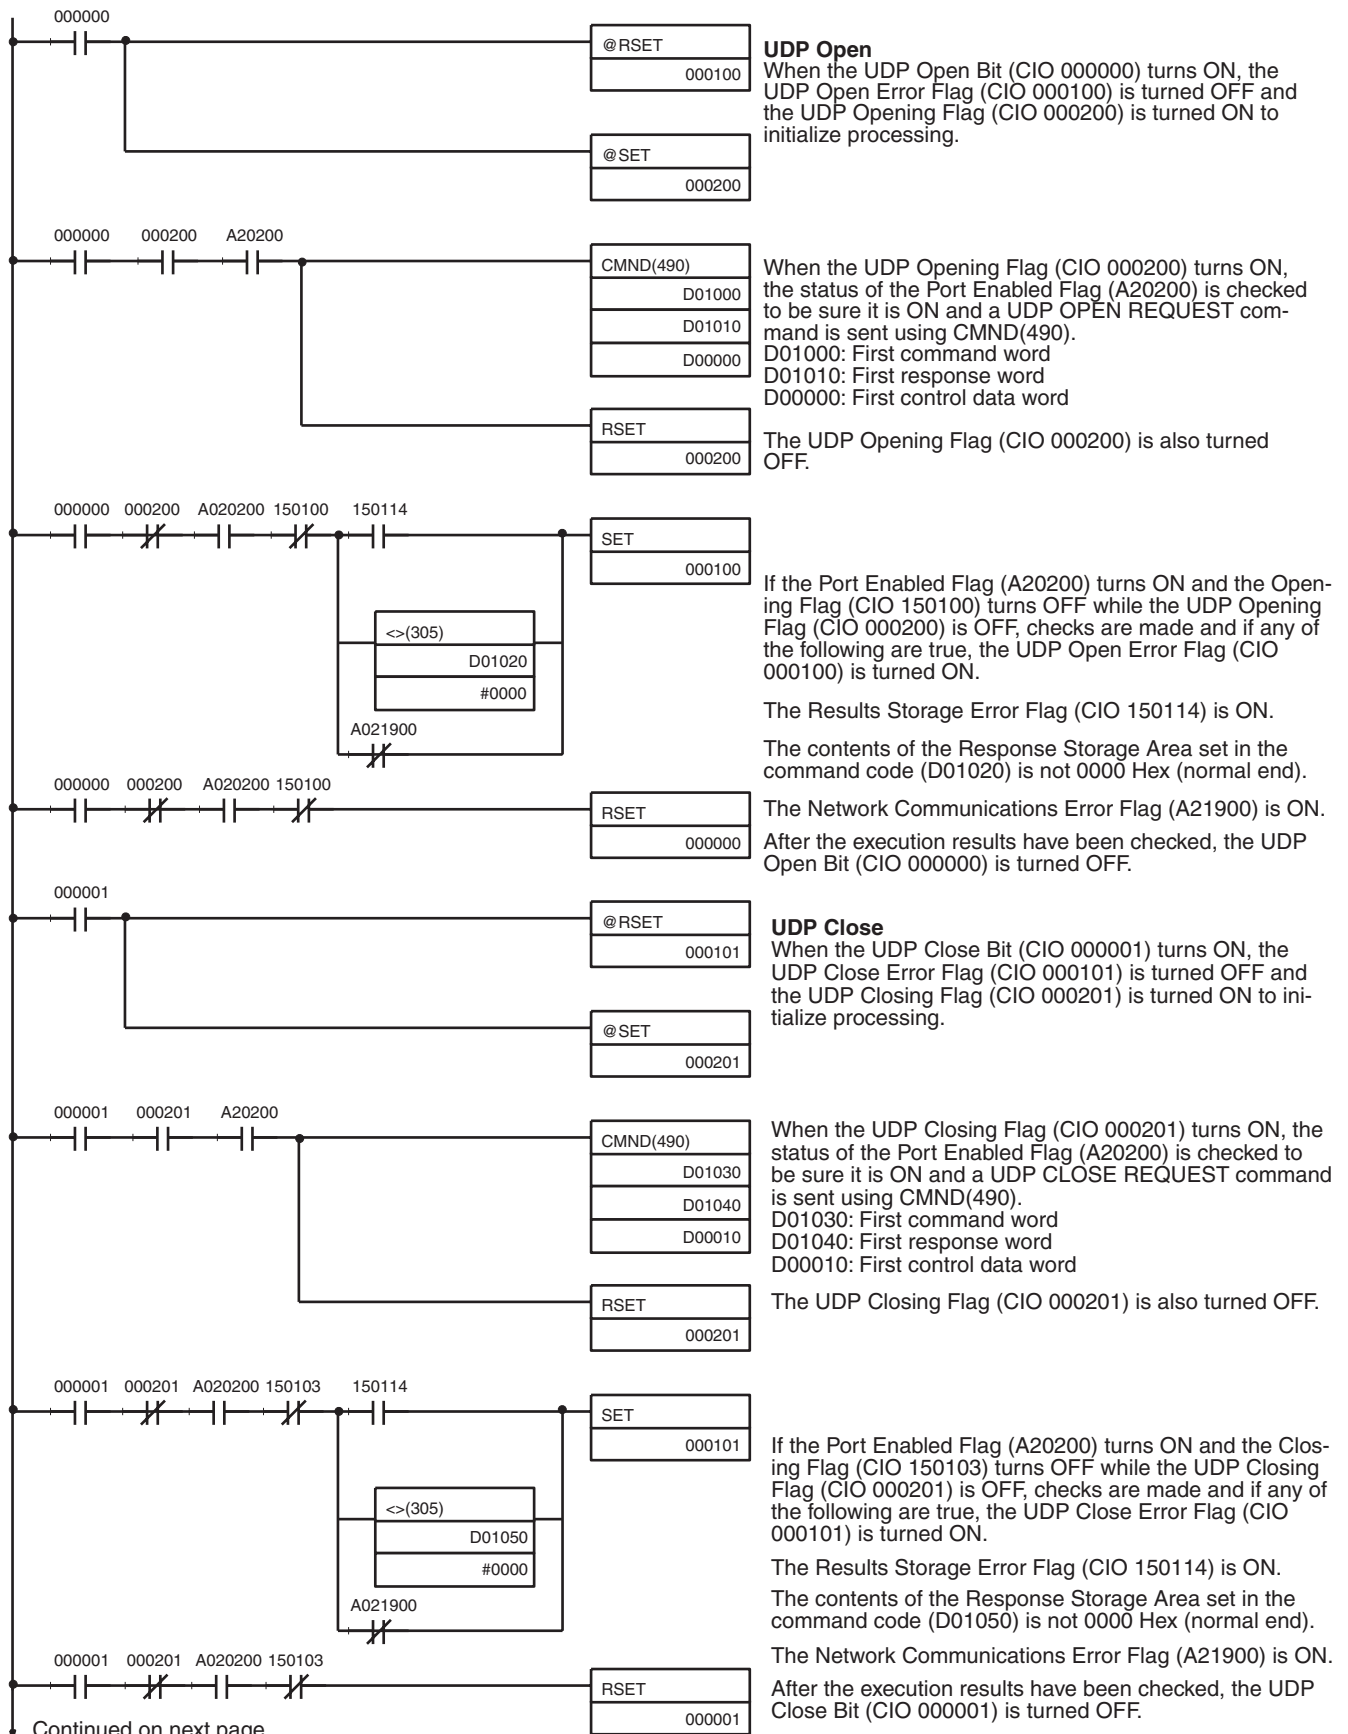 000000
@RSET
000100
UDP Open
When the UDP Open Bit (CIO 000000) turns ON, the
UDP Open Error Flag (CIO 000100) is turned OFF and
the UDP Opening Flag (CIO 000200) is turned ON to
initialize processing.
@SET
000200
000000 000200 A20200
CMND(490)
D01000
D01010
D00000
When the UDP Opening Flag (CIO 000200) turns ON,
the status of the Port Enabled Flag (A20200) is checked
to be sure it is ON and a UDP OPEN REQUEST com-
mand is sent using CMND(490).
D01000: First command word
D01010: First response word
D00000: First control data word
RSET
000200
The UDP Opening Flag (CIO 000200) is also turned
OFF.
000000 000200 A020200 150100 150114
SET
000100
<>(305)
D01020
#0000
A021900
If the Port Enabled Flag (A20200) turns ON and the Open-
ing Flag (CIO 150100) turns OFF while the UDP Opening
Flag (CIO 000200) is OFF, checks are made and if any of
the following are true, the UDP Open Error Flag (CIO
000100) is turned ON.
The Results Storage Error Flag (CIO 150114) is ON.
The contents of the Response Storage Area set in the
command code (D01020) is not 0000 Hex (normal end).
The Network Communications Error Flag (A21900) is ON.
000000 000200 A020200 150100
RSET
000000
After the execution results have been checked, the UDP
Open Bit (CIO 000000) is turned OFF.
000001
@RSET
000101
UDP Close
When the UDP Close Bit (CIO 000001) turns ON, the
UDP Close Error Flag (CIO 000101) is turned OFF and
the UDP Closing Flag (CIO 000201) is turned ON to ini-
tialize processing.
@SET
000201
000001 000201 A20200
CMND(490)
D01030
D01040
D00010
When the UDP Closing Flag (CIO 000201) turns ON, the
status of the Port Enabled Flag (A20200) is checked to
be sure it is ON and a UDP CLOSE REQUEST command
is sent using CMND(490).
D01030: First command word
D01040: First response word
D00010: First control data word
RSET
000201
The UDP Closing Flag (CIO 000201) is also turned OFF.
000001 000201 A020200 150103 150114
SET
000101
<>(305)
D01050
#0000
A021900
If the Port Enabled Flag (A20200) turns ON and the Clos-
ing Flag (CIO 150103) turns OFF while the UDP Closing
Flag (CIO 000201) is OFF, checks are made and if any of
the following are true, the UDP Close Error Flag (CIO
000101) is turned ON.
The Results Storage Error Flag (CIO 150114) is ON.
The contents of the Response Storage Area set in the
command code (D01050) is not 0000 Hex (normal end).
The Network Communications Error Flag (A21900) is ON.
000001 000201 A020200 150103
RSET
000001
After the execution results have been checked, the UDP
Close Bit (CIO 000001) is turned OFF.
Continued on next page